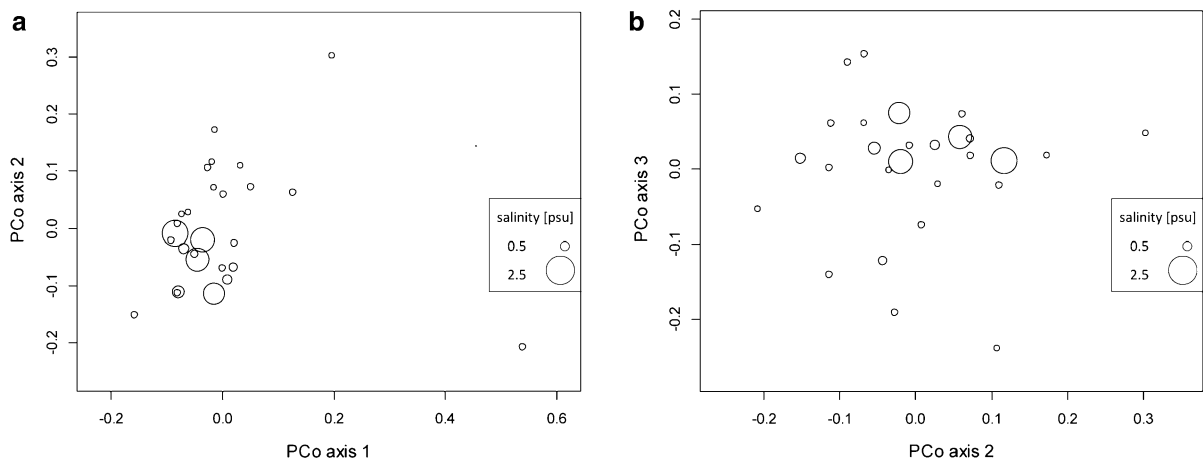 a
PCo axis 2
0.3
0.2
0.1
0.0
-0.1
-0.2
-0.2 0.0 0.2 0.4 0.6
PCo axis 1
salinity [psu]
0.5
2.5
b
PCo axis 3
0.2
0.1
0.0
-0.1
-0.2
-0.2 -0.1 0.0 0.1 0.2 0.3
PCo axis 2
salinity [psu]
0.5
2.5